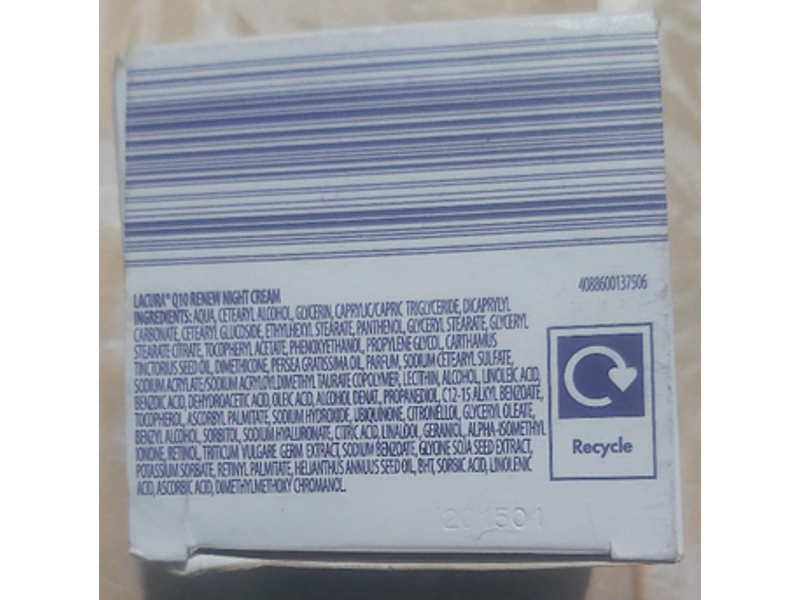 LACURA® Q10 RENEW NIGHT CREAM
4088600137506
INGREDIENTS: AQUA, CETEARYL ALCOHOL, GLYCERIN, CAPRYLIC/CAPRIC TRIGLYCERIDE, DICAPRYLYL
CARBONATE, CETEARYL GLUCOSIDE, ETHYLHEXYL STEARATE, PANTHENOL, GLYCERYL STEARATE, GLYCERYL
STEARATE CITRATE, TOCOPHERYL ACETATE, PHENOXYETHANOL, PROPYLENE GLYCOL, CARTHAMUS
TINCTORIUS SEED OIL, DIMETHICONE, PERSEA GRATISSIMA OIL, PARFUM, SODIUM CETEARYL SULFATE,
SODIUM ACRYLATE/SODIUM ACRYLOYLDIMETHYL TAURATE COPOLYMER, LECITHIN, ALCOHOL, LINOLEIC ACID,
BENZOIC ACID, DEHYDROACETIC ACID, OLEIC ACID, ALCOHOL DENAT, PROPANEDIOL, C12-15 ALKYL BENZOATE,
TOCOPHEROL, ASCORBYL PALMITATE, SODIUM HYDROXIDE, UBIQUINONE, CITRONELLOL, GLYCERYL OLEATE,
BENZYL ALCOHOL, SORBITOL, SODIUM HYALURONATE, CITRIC ACID, LINALOOL, GERANIOL, ALPHA-ISOMETHYL
IONONE, RETINOL, TRITICUM VULGARE GERM EXTRACT, SODIUM BENZOATE, GLYCINE SOJA SEED EXTRACT,
POTASSIUM SORBATE, RETINYL PALMITATE, HELIANTHUS ANNUUS SEED OIL, BHT, SORBIC ACID, LINOLENIC
ACID, ASCORBIC ACID, DIMETHYLMETHOXY CHROMANOL.
Recycle
201501